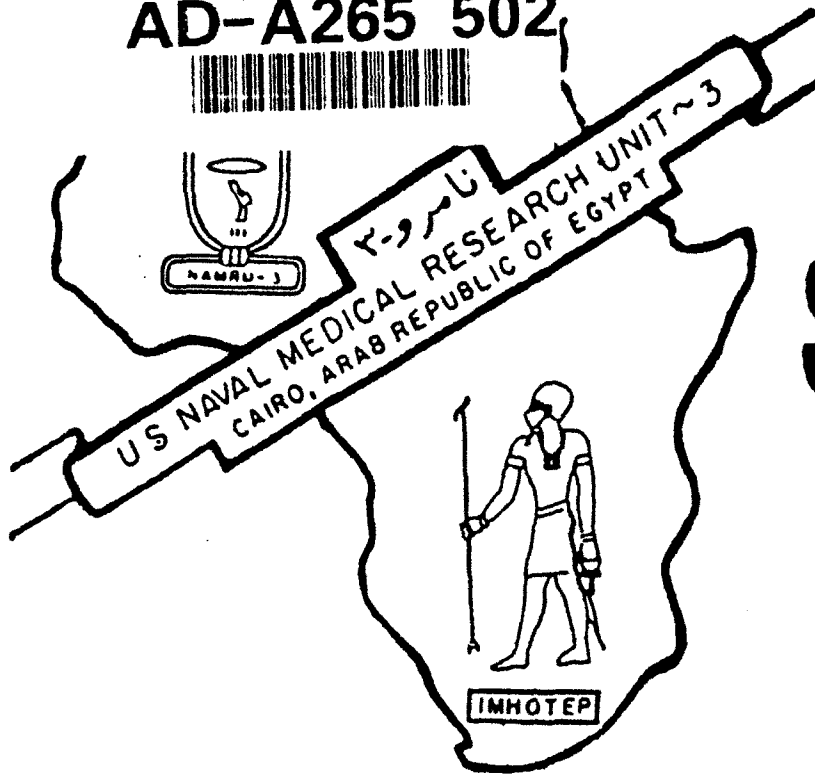 AD-A265 502
NAMRU-3
نامرو-٣
US NAVAL MEDICAL RESEARCH UNIT~3
CAIRO, ARAB REPUBLIC OF EGYPT
IMHOTEP